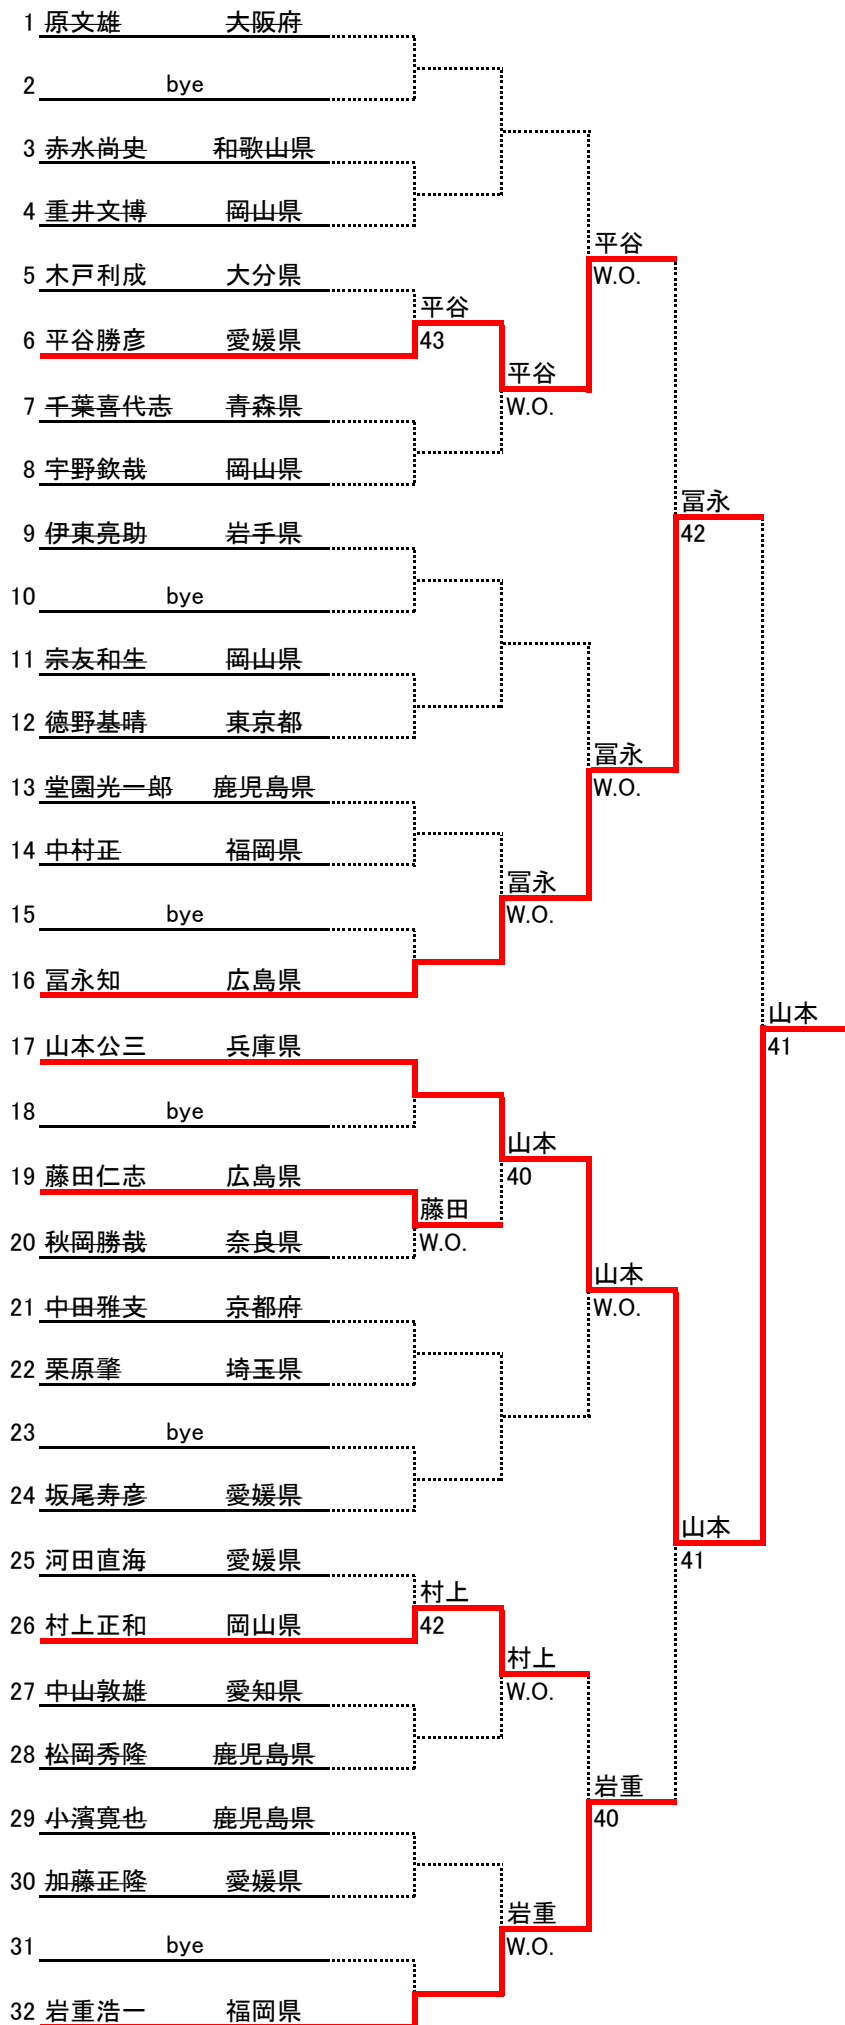 1 原文雄 大阪府
2 bye
3 赤水尚史 和歌山県
4 重井文博 岡山県
平谷
W.O.
5 木戸利成 大分県
平谷
43
6 平谷勝彦 愛媛県
平谷
W.O.
7 千葉喜代志 青森県
8 宇野欽哉 岡山県
冨永
42
9 伊東亮助 岩手県
10 bye
11 宗友和生 岡山県
12 徳野基晴 東京都
冨永
W.O.
13 堂園光一郎 鹿児島県
14 中村正 福岡県
冨永
W.O.
15 bye
16 冨永知 広島県
山本
41
17 山本公三 兵庫県
18 bye
山本
40
19 藤田仁志 広島県
藤田
W.O.
20 秋岡勝哉 奈良県
山本
W.O.
21 中田雅支 京都府
22 栗原肇 埼玉県
23 bye
24 坂尾寿彦 愛媛県
山本
41
25 河田直海 愛媛県
村上
42
26 村上正和 岡山県
村上
W.O.
27 中山敦雄 愛知県
28 松岡秀隆 鹿児島県
岩重
40
29 小濱寛也 鹿児島県
30 加藤正隆 愛媛県
岩重
W.O.
31 bye
32 岩重浩一 福岡県